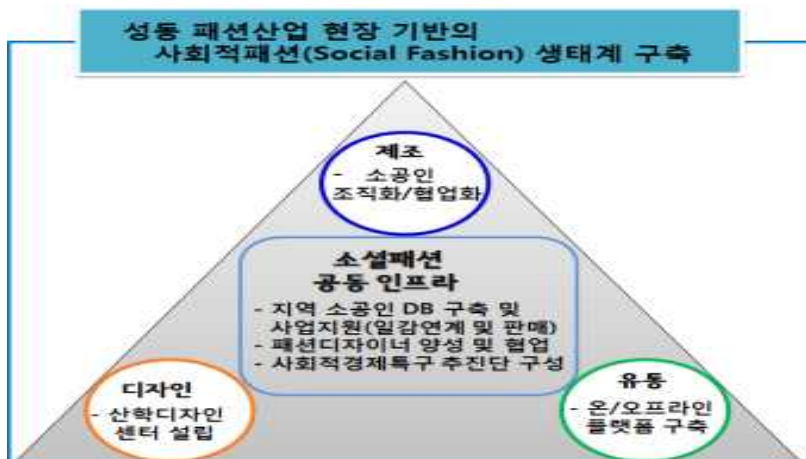 성동 패션산업 현장 기반의
사회적패션(Social Fashion) 생태계 구축
제조
- 소공인
조직화/협업화
소셜패션
공동 인프라
- 지역 소공인 DB 구축 및
사업지원(일감연계 및 판매)
- 패션디자이너 양성 및 협업
- 사회적경제특구 추진단 구성
디자인
- 산학디자인
센터 설립
유통
- 온/오프라인
플랫폼 구축